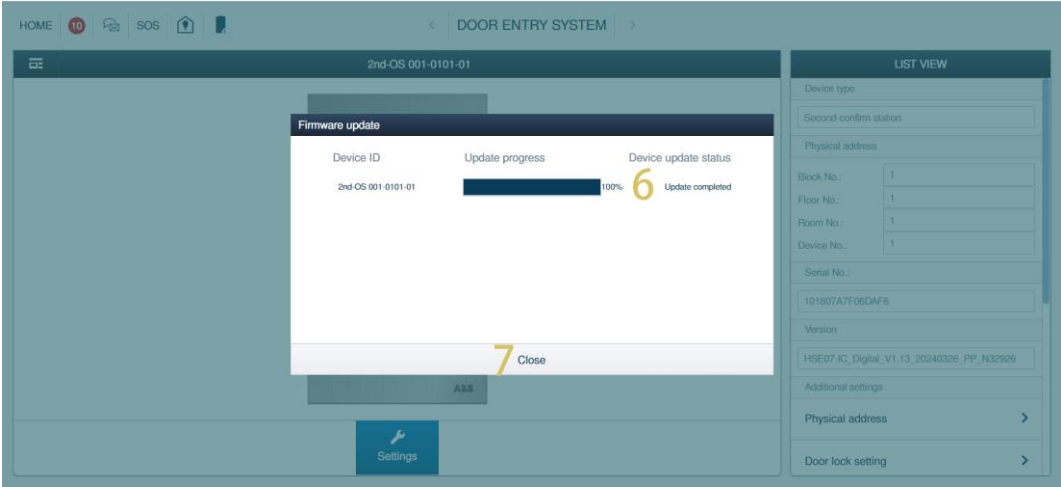 HOME 10 SOS < DOOR ENTRY SYSTEM >
2nd-OS 001-0101-01
Firmware update
Device ID Update progress Device update status
2nd-OS 001-0101-01 100% 6 Update completed
7 Close
ABB
Settings
LIST VIEW
Device type
Second-confirm station
Physical address
Block No.: 1
Floor No.: 1
Room No.: 1
Device No.: 1
Serial No.:
101807A7F06DAF6
Version
HSE07-IC_Digital_V1.13_20240326_PP_N32926
Additional settings
Physical address >
Door lock setting >